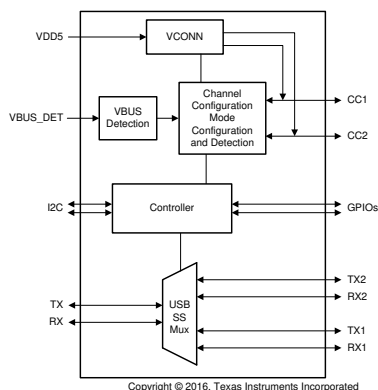 VDD5
VCONN
Channel
Configuration
Mode
Configuration
and Detection
CC1
VBUS_DET
VBUS
Detection
CC2
I2C
Controller
GPIOs
TX
RX
USB
SS
Mux
TX2
RX2
TX1
RX1
Copyright © 2016, Texas Instruments Incorporated